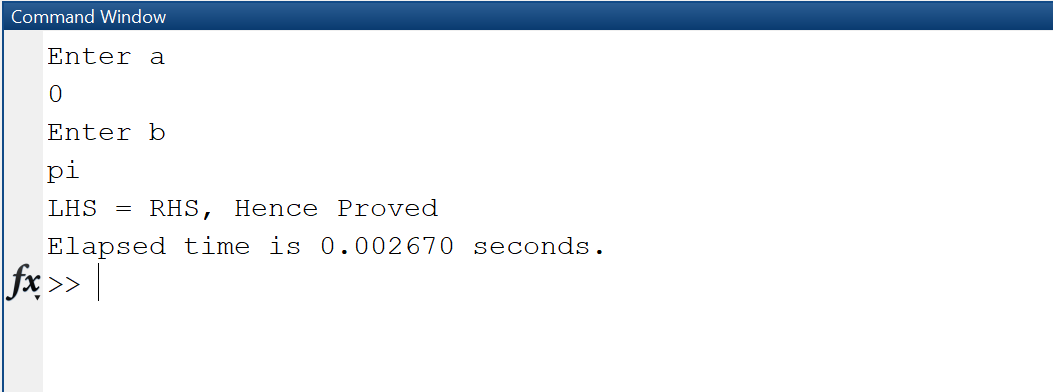 Command Window
Enter a
0
Enter b
pi
LHS = RHS, Hence Proved
Elapsed time is 0.002670 seconds.
fx >>